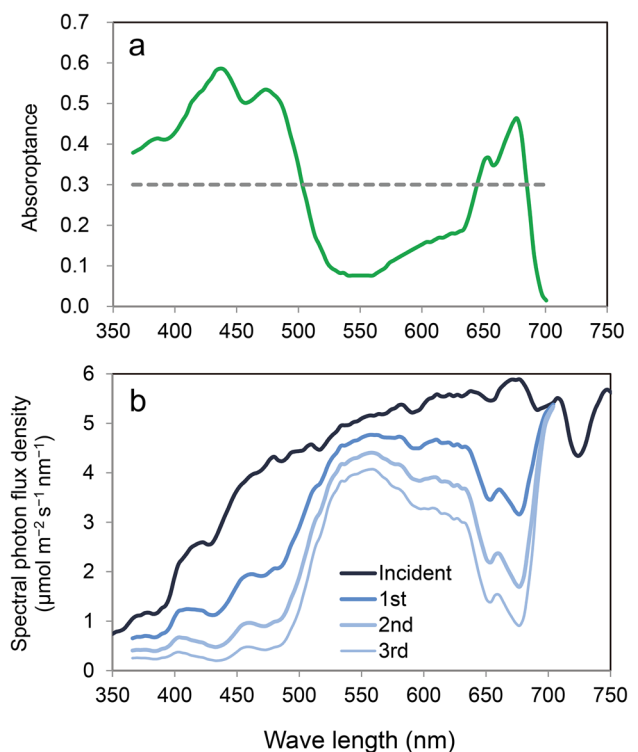 a
0.7
0.6
0.5
0.4
0.3
0.2
0.1
0.0
Absoroptance
350 400 450 500 550 600 650 700 750
b
6
5
4
3
2
1
0
Spectral photon flux density
(μmol m⁻² s⁻¹ nm⁻¹)
Incident
1st
2nd
3rd
350 400 450 500 550 600 650 700 750
Wave length (nm)